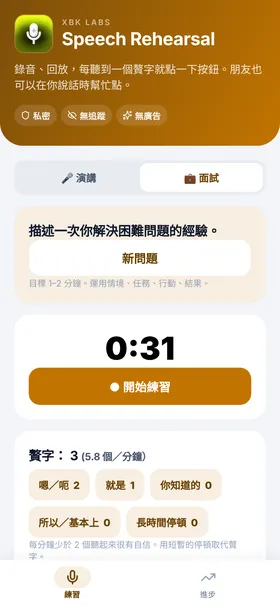 XBK LABS
Speech Rehearsal
錄音、回放，每聽到一個贅字就點一下按鈕。朋友也
可以在你說話時幫忙點。
私密
無追蹤
無廣告
演講
面試
描述一次你解決困難問題的經驗。
新問題
目標 1–2 分鐘。運用情境、任務、行動、結果。
0:31
開始練習
贅字： 3 (5.8 個／分鐘)
嗯／呃 2
就是 1
你知道的 0
所以／基本上 0
長時間停頓 0
每分鐘少於 2 個聽起來很有自信。用短暫的停頓取代贅
字。
練習
進步